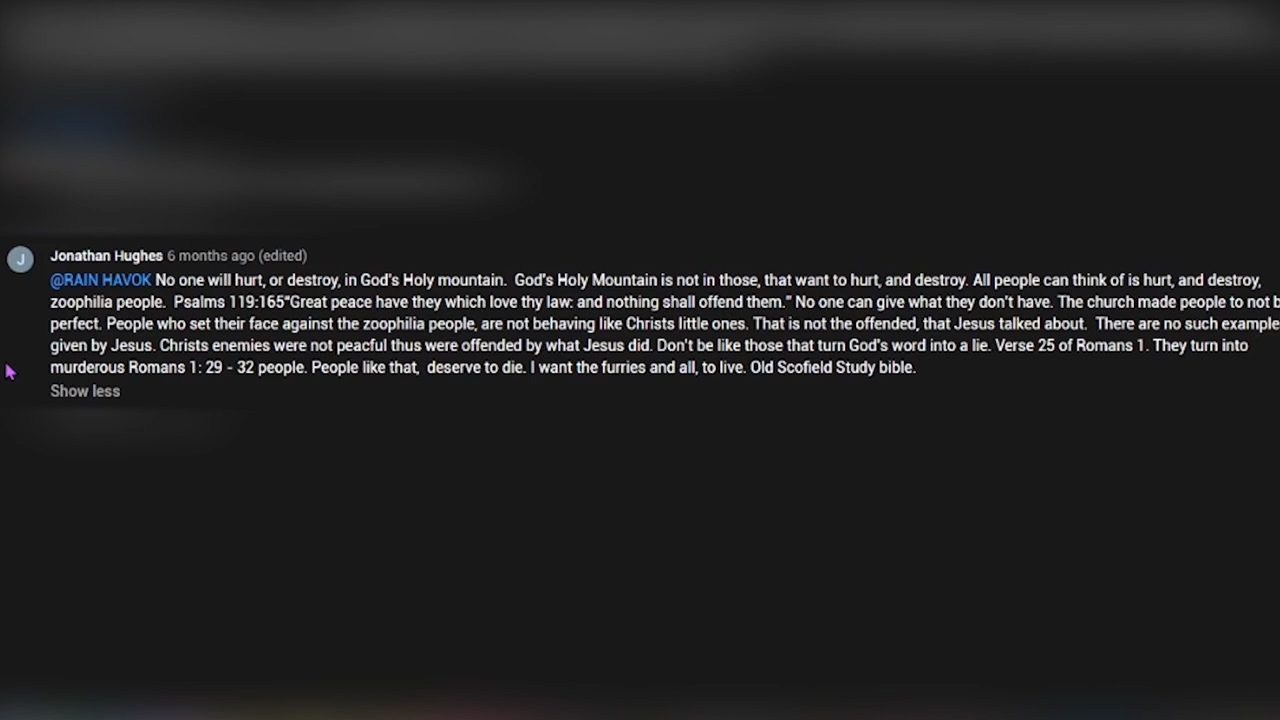 J
Jonathan Hughes 6 months ago (edited)
@RAIN HAVOK No one will hurt, or destroy, in God's Holy mountain.  God's Holy Mountain is not in those, that want to hurt, and destroy. All people can think of is hurt, and destroy,
zoophilia people.  Psalms 119:165"Great peace have they which love thy law: and nothing shall offend them." No one can give what they don't have. The church made people to not b
perfect. People who set their face against the zoophilia people, are not behaving like Christs little ones. That is not the offended, that Jesus talked about.  There are no such example
given by Jesus. Christs enemies were not peacful thus were offended by what Jesus did. Don't be like those that turn God's word into a lie. Verse 25 of Romans 1. They turn into
murderous Romans 1: 29 - 32 people. People like that,  deserve to die. I want the furries and all, to live. Old Scofield Study bible.
Show less